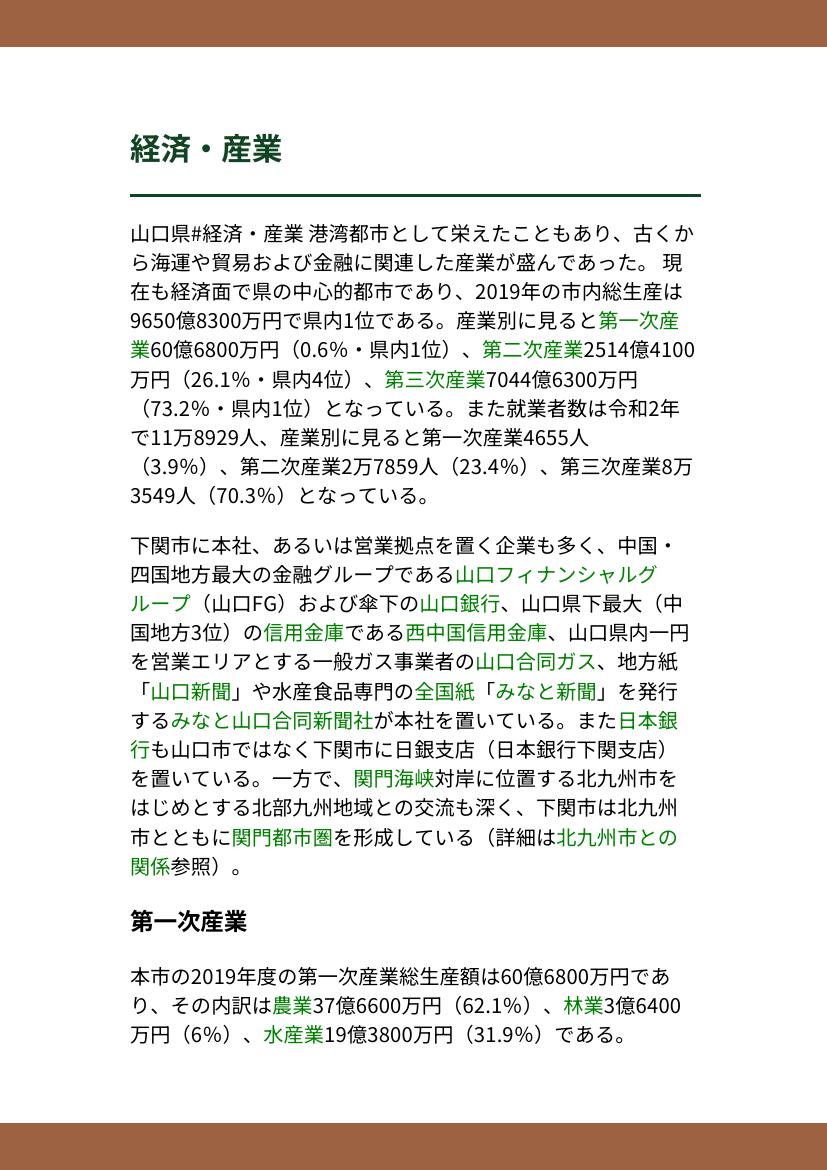 経済・産業
山口県#経済・産業 港湾都市として栄えたこともあり、古くか
ら海運や貿易および金融に関連した産業が盛んであった。 現
在も経済面で県の中心的都市であり、2019年の市内総生産は
9650億8300万円で県内1位である。産業別に見ると第一次産
業60億6800万円（0.6%・県内1位）、第二次産業2514億4100
万円（26.1%・県内4位）、第三次産業7044億6300万円
（73.2%・県内1位）となっている。また就業者数は令和2年
で11万8929人、産業別に見ると第一次産業4655人
（3.9%）、第二次産業2万7859人（23.4%）、第三次産業8万
3549人（70.3%）となっている。
下関市に本社、あるいは営業拠点を置く企業も多く、中国・
四国地方最大の金融グループである山口フィナンシャルグ
ループ（山口FG）および傘下の山口銀行、山口県下最大（中
国地方3位）の信用金庫である西中国信用金庫、山口県内一円
を営業エリアとする一般ガス事業者の山口合同ガス、地方紙
「山口新聞」や水産食品専門の全国紙「みなと新聞」を発行
するみなと山口合同新聞社が本社を置いている。また日本銀
行も山口市ではなく下関市に日銀支店（日本銀行下関支店）
を置いている。一方で、関門海峡対岸に位置する北九州市を
はじめとする北部九州地域との交流も深く、下関市は北九州
市とともに関門都市圏を形成している（詳細は北九州市との
関係参照）。
第一次産業
本市の2019年度の第一次産業総生産額は60億6800万円であ
り、その内訳は農業37億6600万円（62.1%）、林業3億6400
万円（6%）、水産業19億3800万円（31.9%）である。